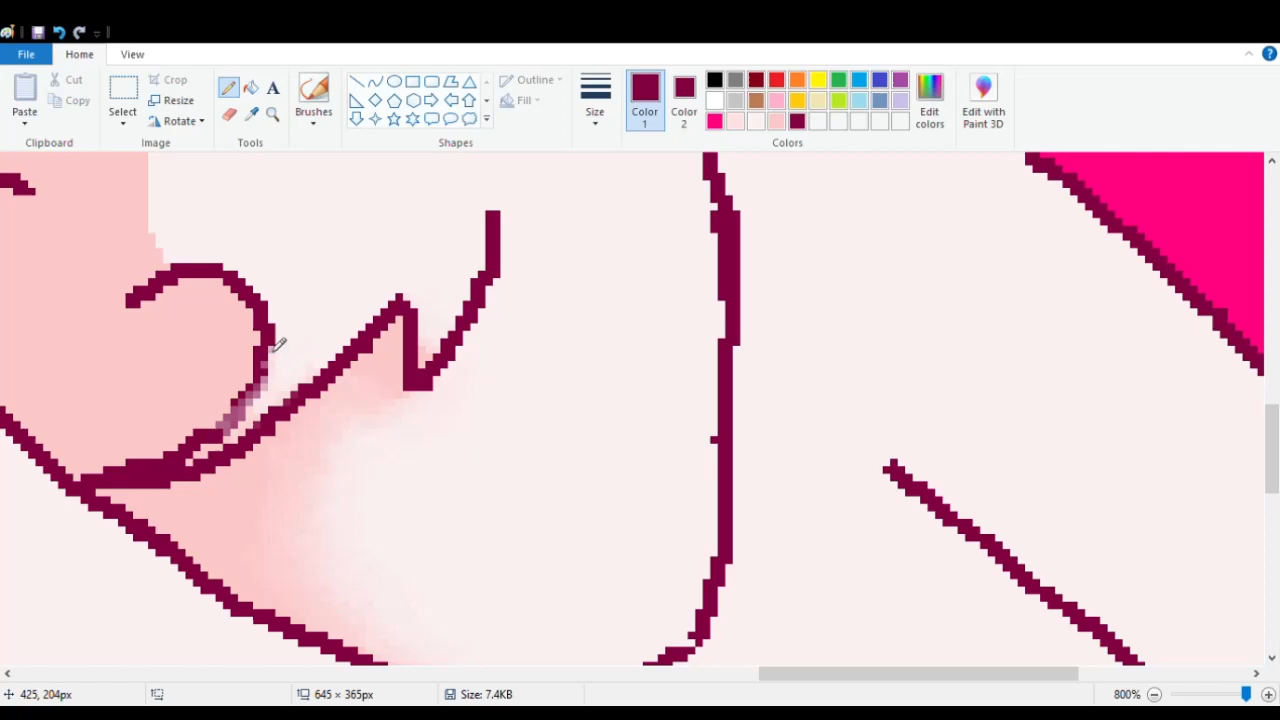 File Home View
Cut
Copy
Paste
Clipboard
Crop
Resize
Rotate
Select
Image
Tools
Brushes
Shapes
Outline
Fill
Size
Color 1
Color 2
Edit colors
Edit with Paint 3D
Colors
425, 204px
645 × 365px
Size: 7.4KB
800%